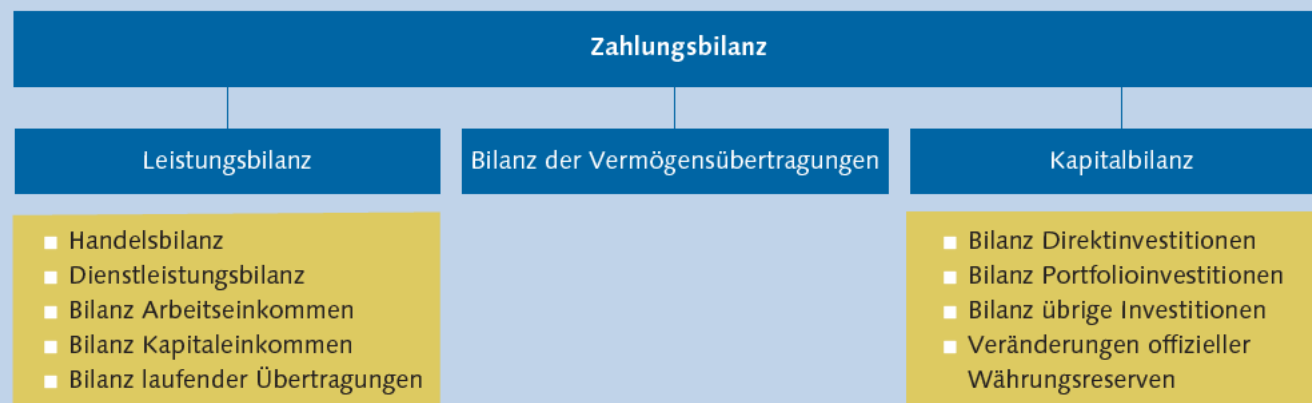 Zahlungsbilanz
Leistungsbilanz
Bilanz der Vermögensübertragungen
Kapitalbilanz
Handelsbilanz
Dienstleistungsbilanz
Bilanz Arbeitseinkommen
Bilanz Kapitaleinkommen
Bilanz laufender Übertragungen
Bilanz Direktinvestitionen
Bilanz Portfolioinvestitionen
Bilanz übrige Investitionen
Veränderungen offizieller
Währungsreserven